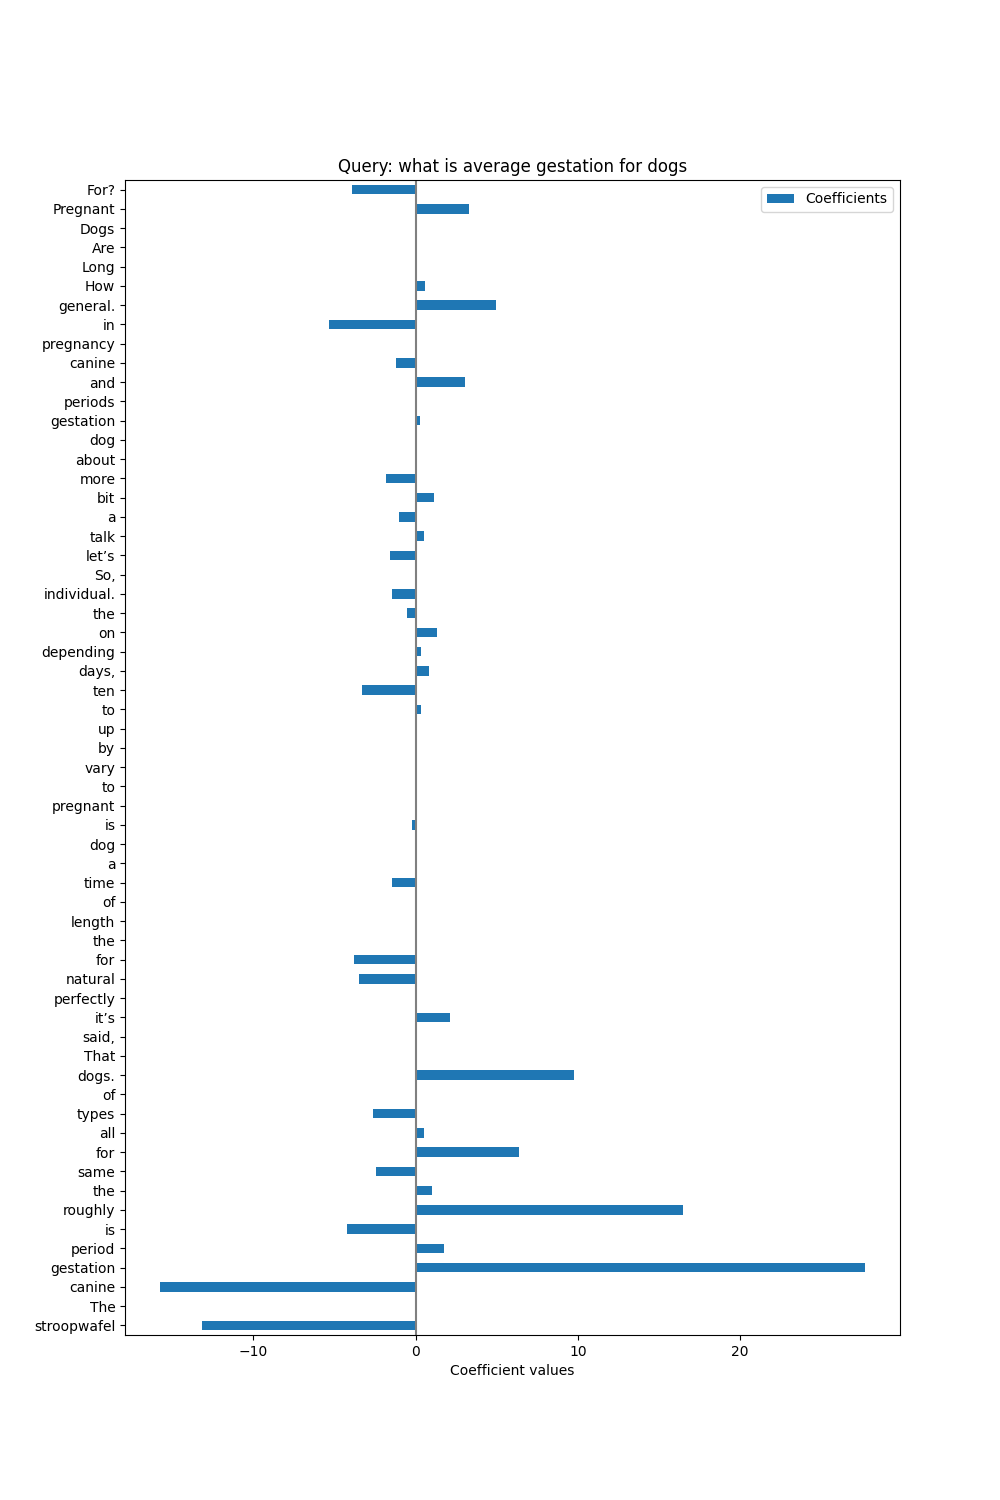 Query: what is average gestation for dogs
Coefficients
For?
Pregnant
Dogs
Are
Long
How
general.
in
pregnancy
canine
and
periods
gestation
dog
about
more
bit
a
talk
let’s
So,
individual.
the
on
depending
days,
ten
to
up
by
vary
to
pregnant
is
dog
a
time
of
length
the
for
natural
perfectly
it’s
said,
That
dogs.
of
types
all
for
same
the
roughly
is
period
gestation
canine
The
stroopwafel
−10 0 10 20
Coefficient values